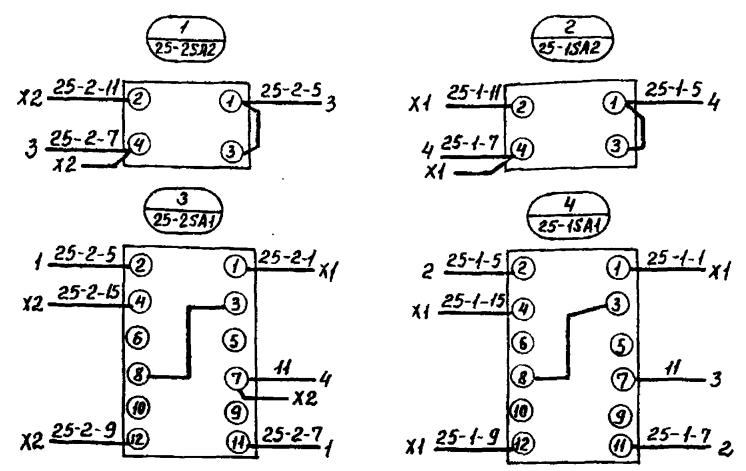 1
25-2SA2
2
25-1SA2
X2 25-2-11 2 1 25-2-5 3
3 25-2-7 4 3
X2
X1 25-1-11 2 1 25-1-5 4
4 25-1-7 4 3
X1
3
25-2SA1
4
25-1SA1
1 25-2-5 2 1 25-2-1 X1
X2 25-2-15 4 3
6 5
8 7 11 4
X2
10 9
X2 25-2-9 12 11 25-2-7 1
2 25-1-5 2 1 25-1-1 X1
X1 25-1-15 4 3
6 5
8 7 11 3
10 9
X1 25-1-9 12 11 25-1-7 2